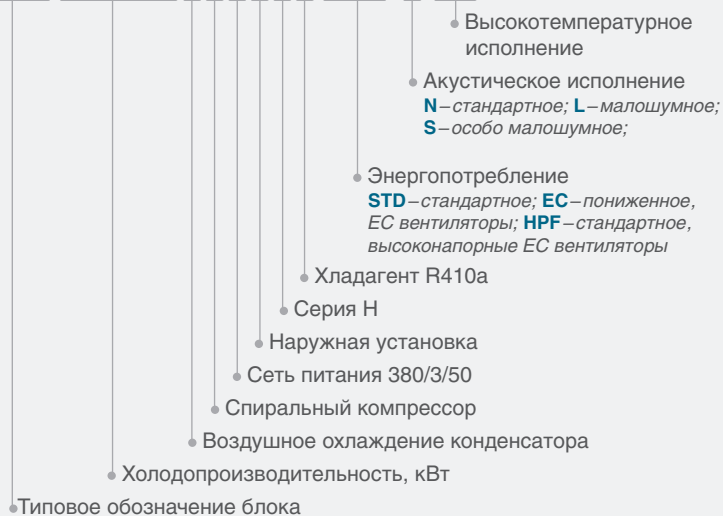 Высокотемпературное
исполнение
Акустическое исполнение
N – стандартное; L – малошумное;
S – особо малошумное;
Энергопотребление
STD – стандартное; EC – пониженное,
EC вентиляторы; HPF – стандартное,
высоконапорные EC вентиляторы
Хладагент R410a
Серия H
Наружная установка
Сеть питания 380/3/50
Спиральный компрессор
Воздушное охлаждение конденсатора
Холодопроизводительность, кВт
Типовое обозначение блока